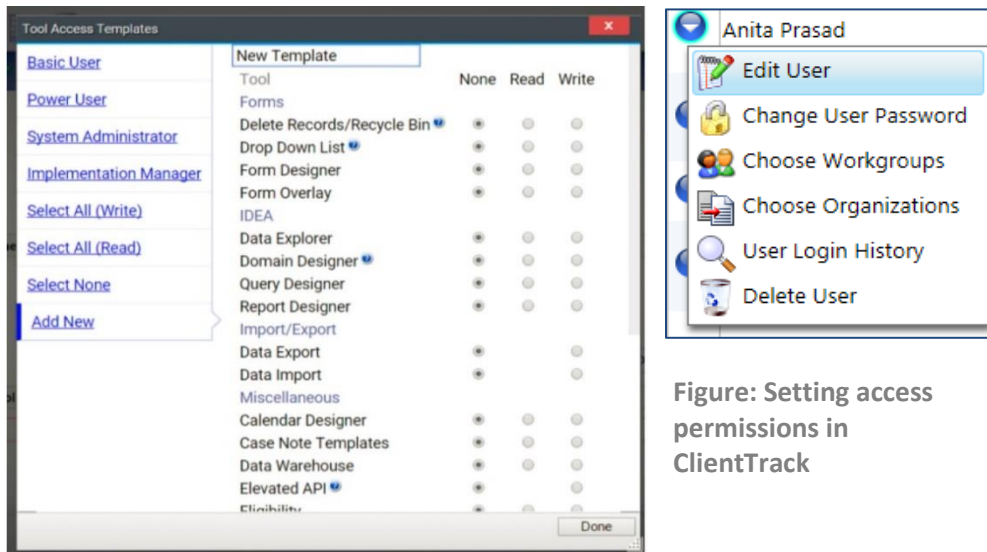 Tool Access Templates
x
Basic User
Power User
System Administrator
Implementation Manager
Select All (Write)
Select All (Read)
Select None
Add New
New Template
Tool None Read Write
Forms
Delete Records/Recycle Bin
Drop Down List
Form Designer
Form Overlay
IDEA
Data Explorer
Domain Designer
Query Designer
Report Designer
Import/Export
Data Export
Data Import
Miscellaneous
Calendar Designer
Case Note Templates
Data Warehouse
Elevated API
Eligibility
Done
Anita Prasad
Edit User
Change User Password
Choose Workgroups
Choose Organizations
User Login History
Delete User
Figure: Setting access
permissions in
ClientTrack